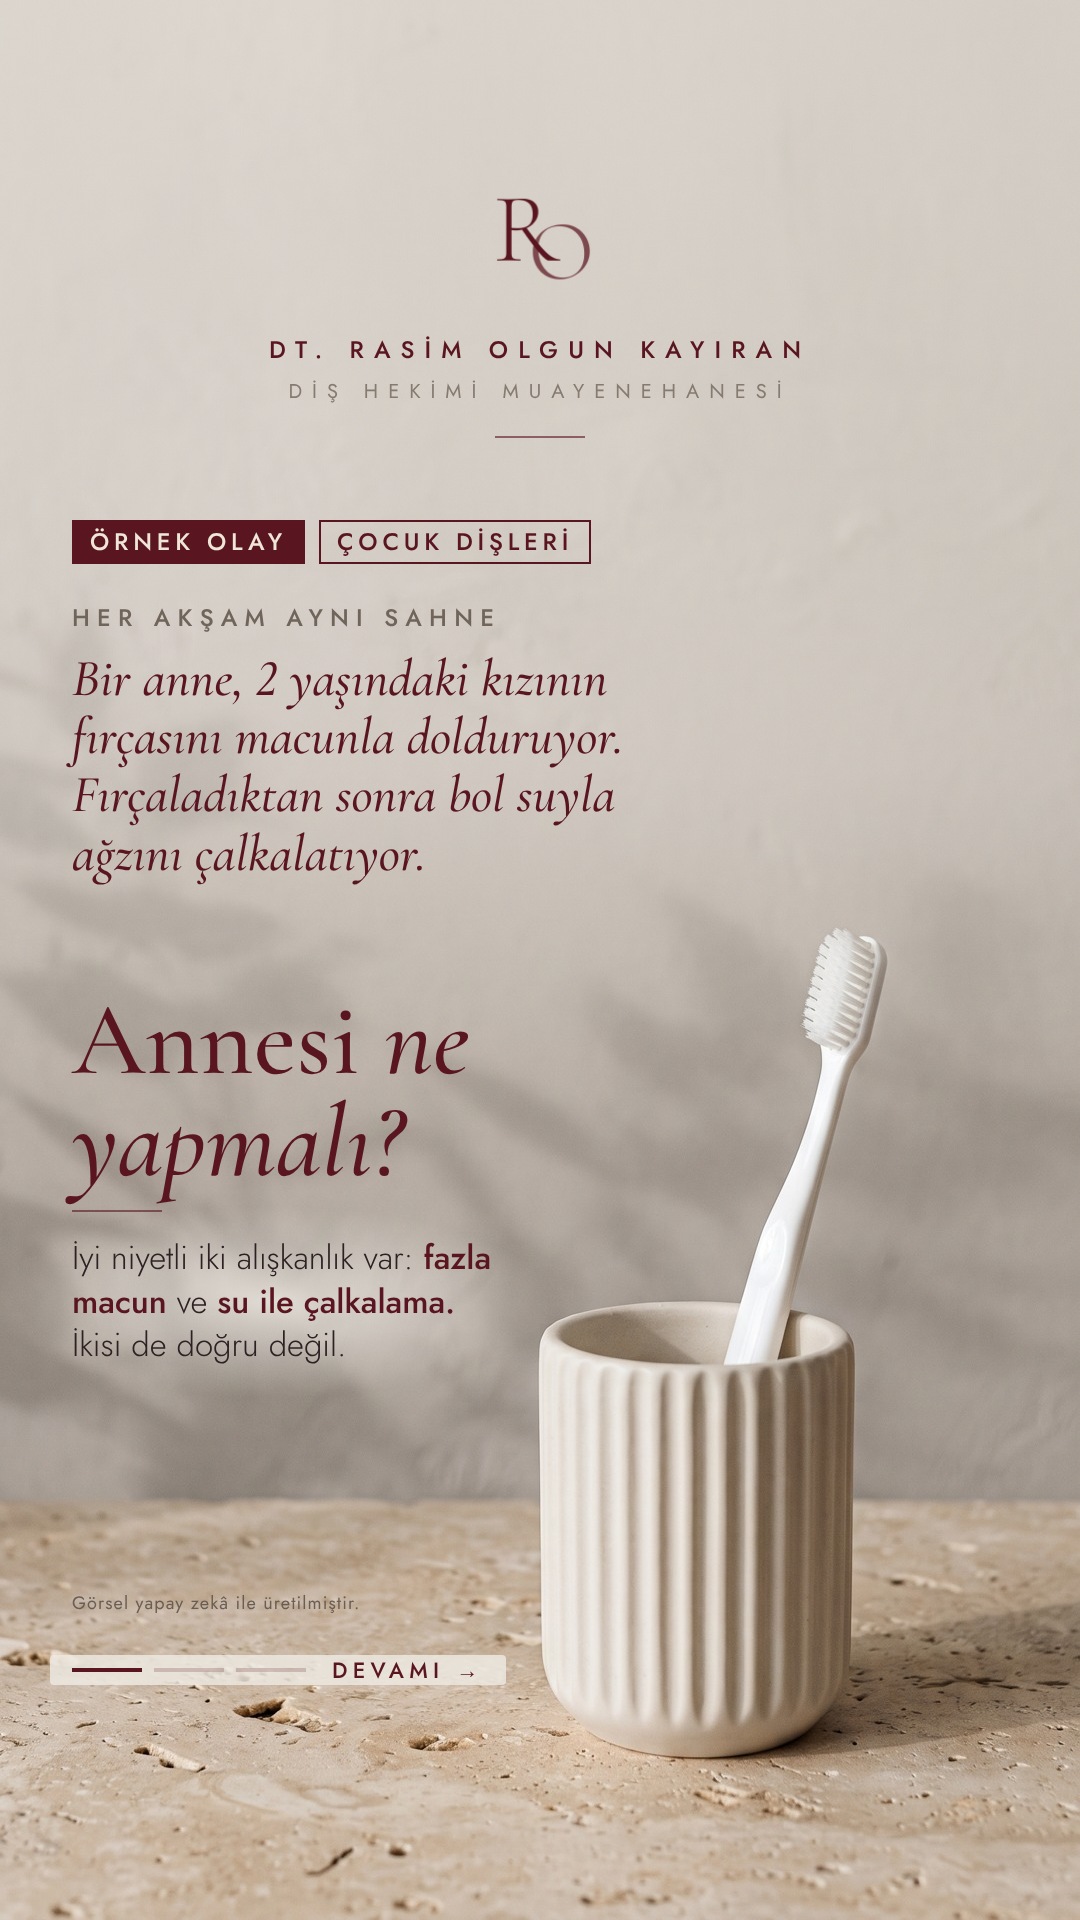 RO
DT. RASİM OLGUN KAYIRAN
DİŞ HEKİMİ MUAYENEHANESİ
ÖRNEK OLAY
ÇOCUK DİŞLERİ
HER AKŞAM AYNI SAHNE
Bir anne, 2 yaşındaki kızının
fırçasını macunla dolduruyor.
Fırçaladıktan sonra bol suyla
ağzını çalkalatıyor.
Annesi ne
yapmalı?
İyi niyetli iki alışkanlık var: fazla
macun ve su ile çalkalama.
İkisi de doğru değil.
Görsel yapay zekâ ile üretilmiştir.
DEVAMI →